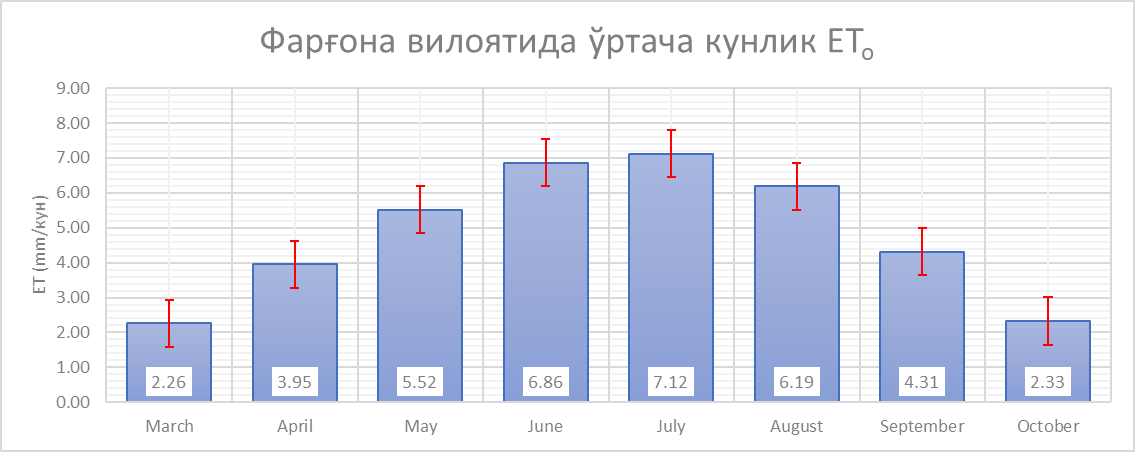 Фарғона вилоятида ўртача кунлик ETo
9.00
8.00
7.00
6.00
5.00
4.00
3.00
2.00
1.00
0.00
ET (mm/кун)
2.26 3.95 5.52 6.86 7.12 6.19 4.31 2.33
March April May June July August September October